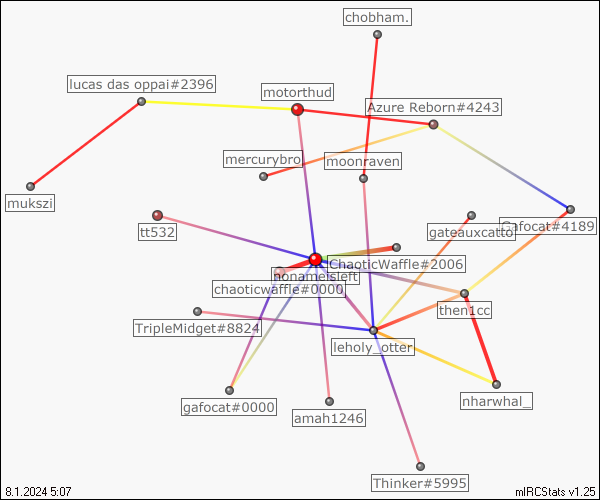 chobham.
lucas das oppai#2396
motorthud
Azure Reborn#4243
mercurybro
moonraven
mukszi
tt532
gateauxcatto
Gafocat#4189
ChaoticWaffle#2006
nonameisleft
chaoticwaffle#0000
then1cc
TripleMidget#8824
leholy_otter
gafocat#0000
amah1246
nharwhal_
Thinker#5995
8.1.2024 5:07
mIRCStats v1.25